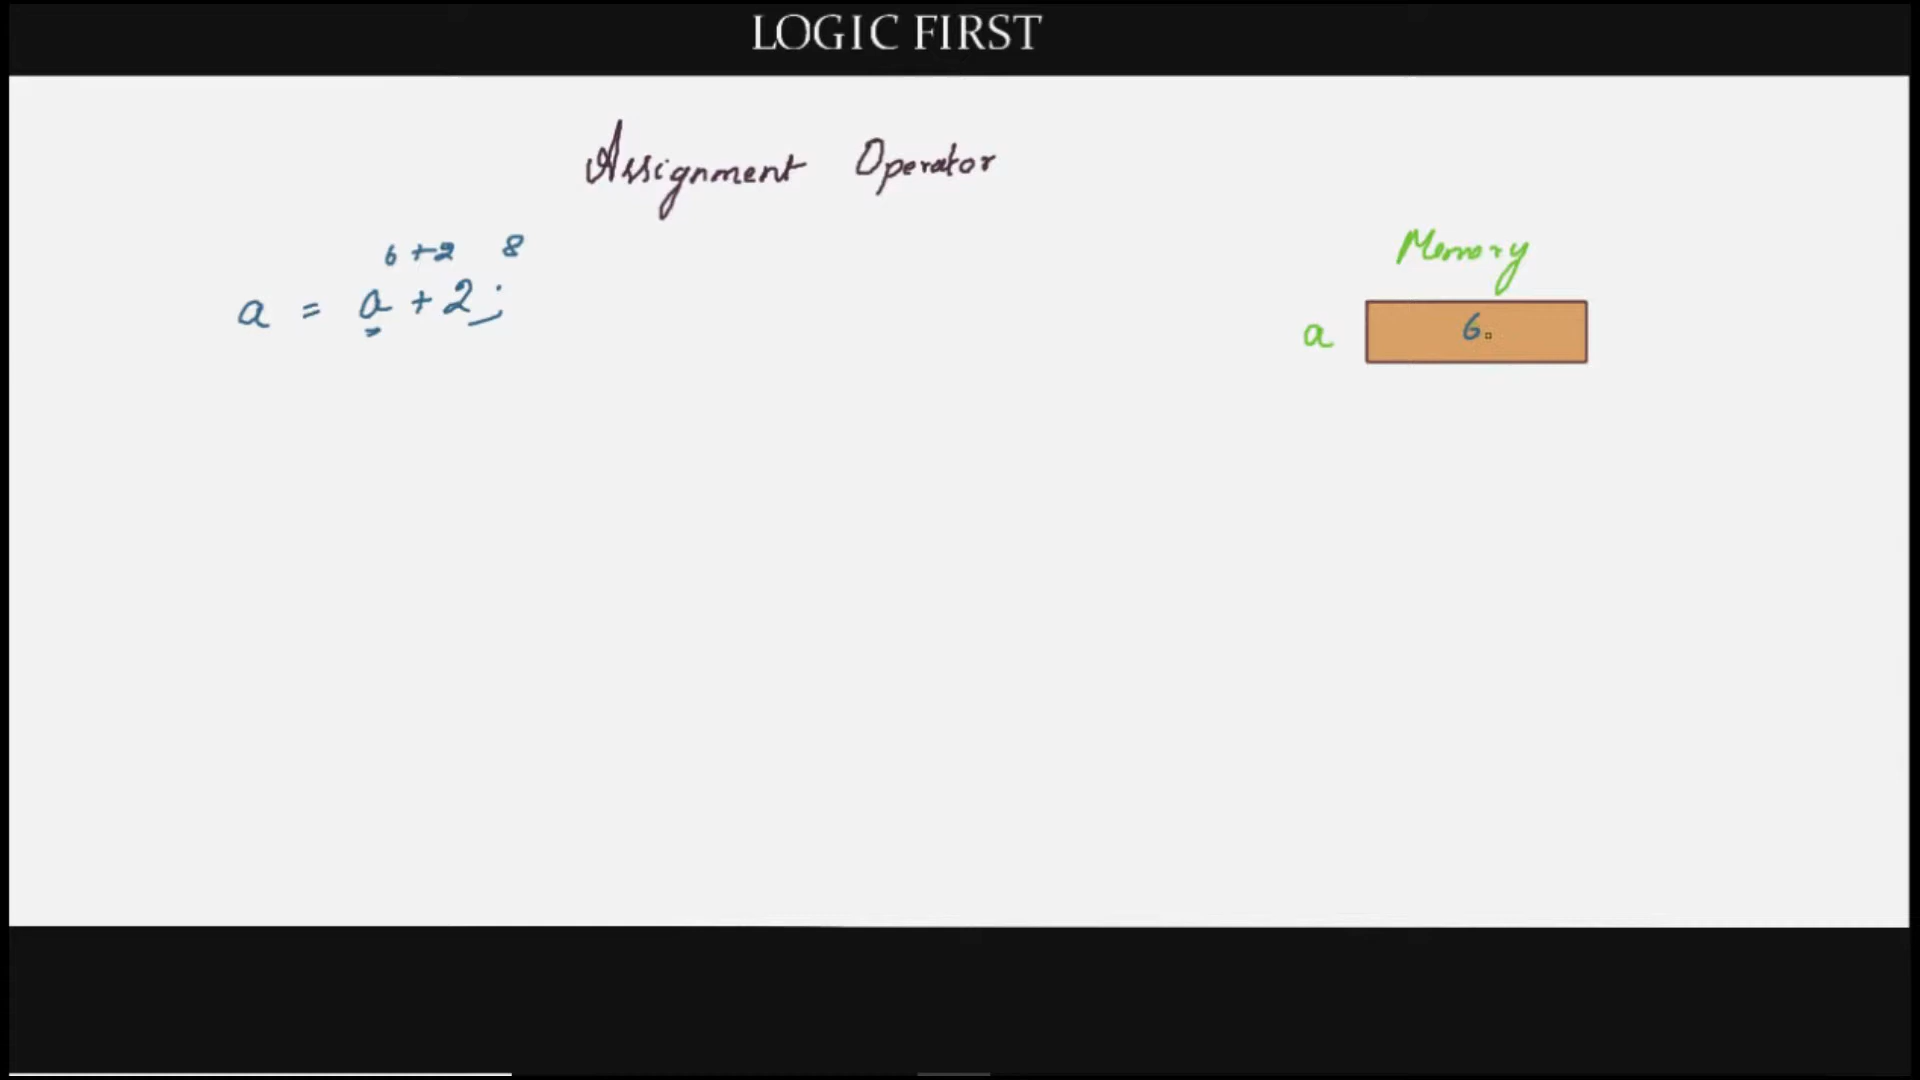 LOGIC FIRST
Assignment Operator
6 + 2 8
a = a + 2;
Memory
a 6.